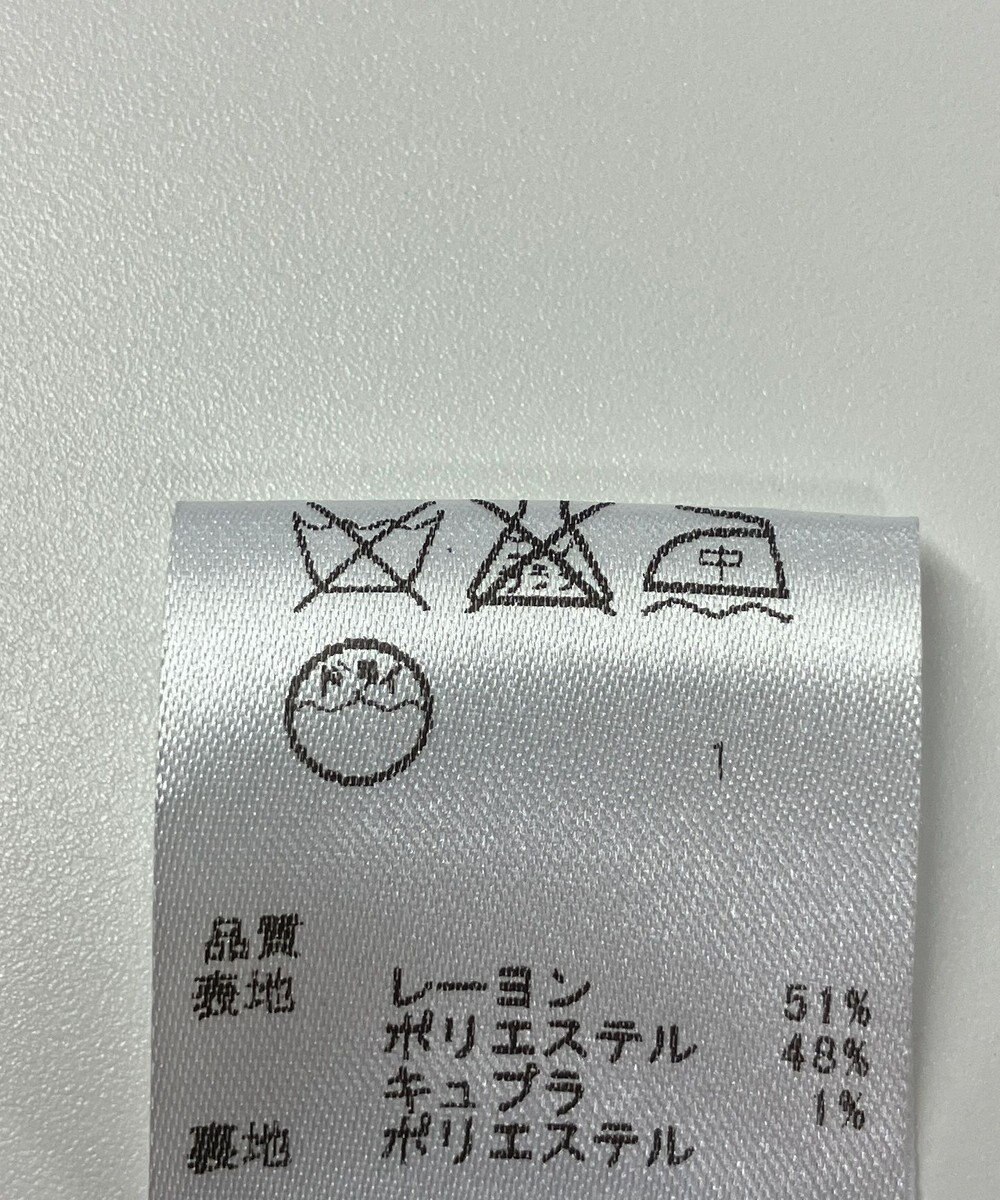 中
ドライ
1
品質
表地 レーヨン 51%
ポリエステル 48%
キュプラ 1%
裏地 ポリエステル